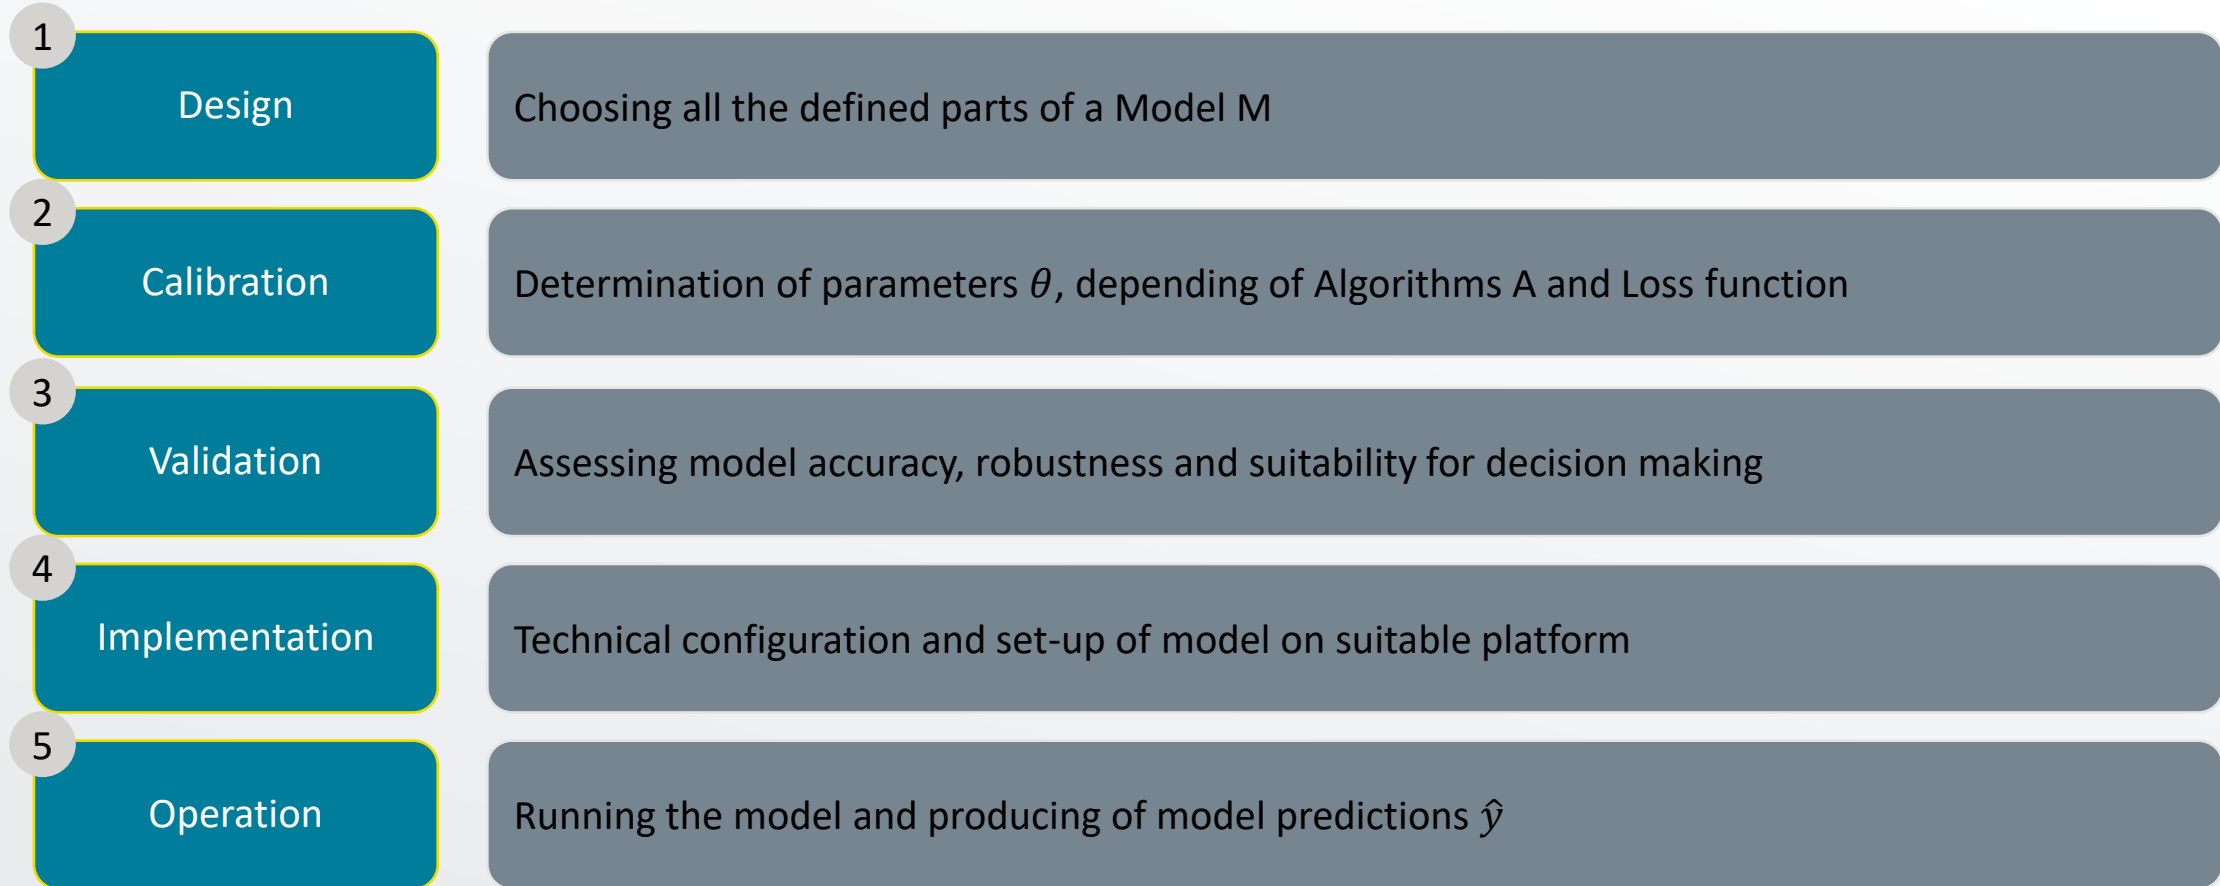 1
Design
Choosing all the defined parts of a Model M
2
Calibration
Determination of parameters 𝜃, depending of Algorithms A and Loss function
3
Validation
Assessing model accuracy, robustness and suitability for decision making
4
Implementation
Technical configuration and set-up of model on suitable platform
5
Operation
Running the model and producing of model predictions ŷ